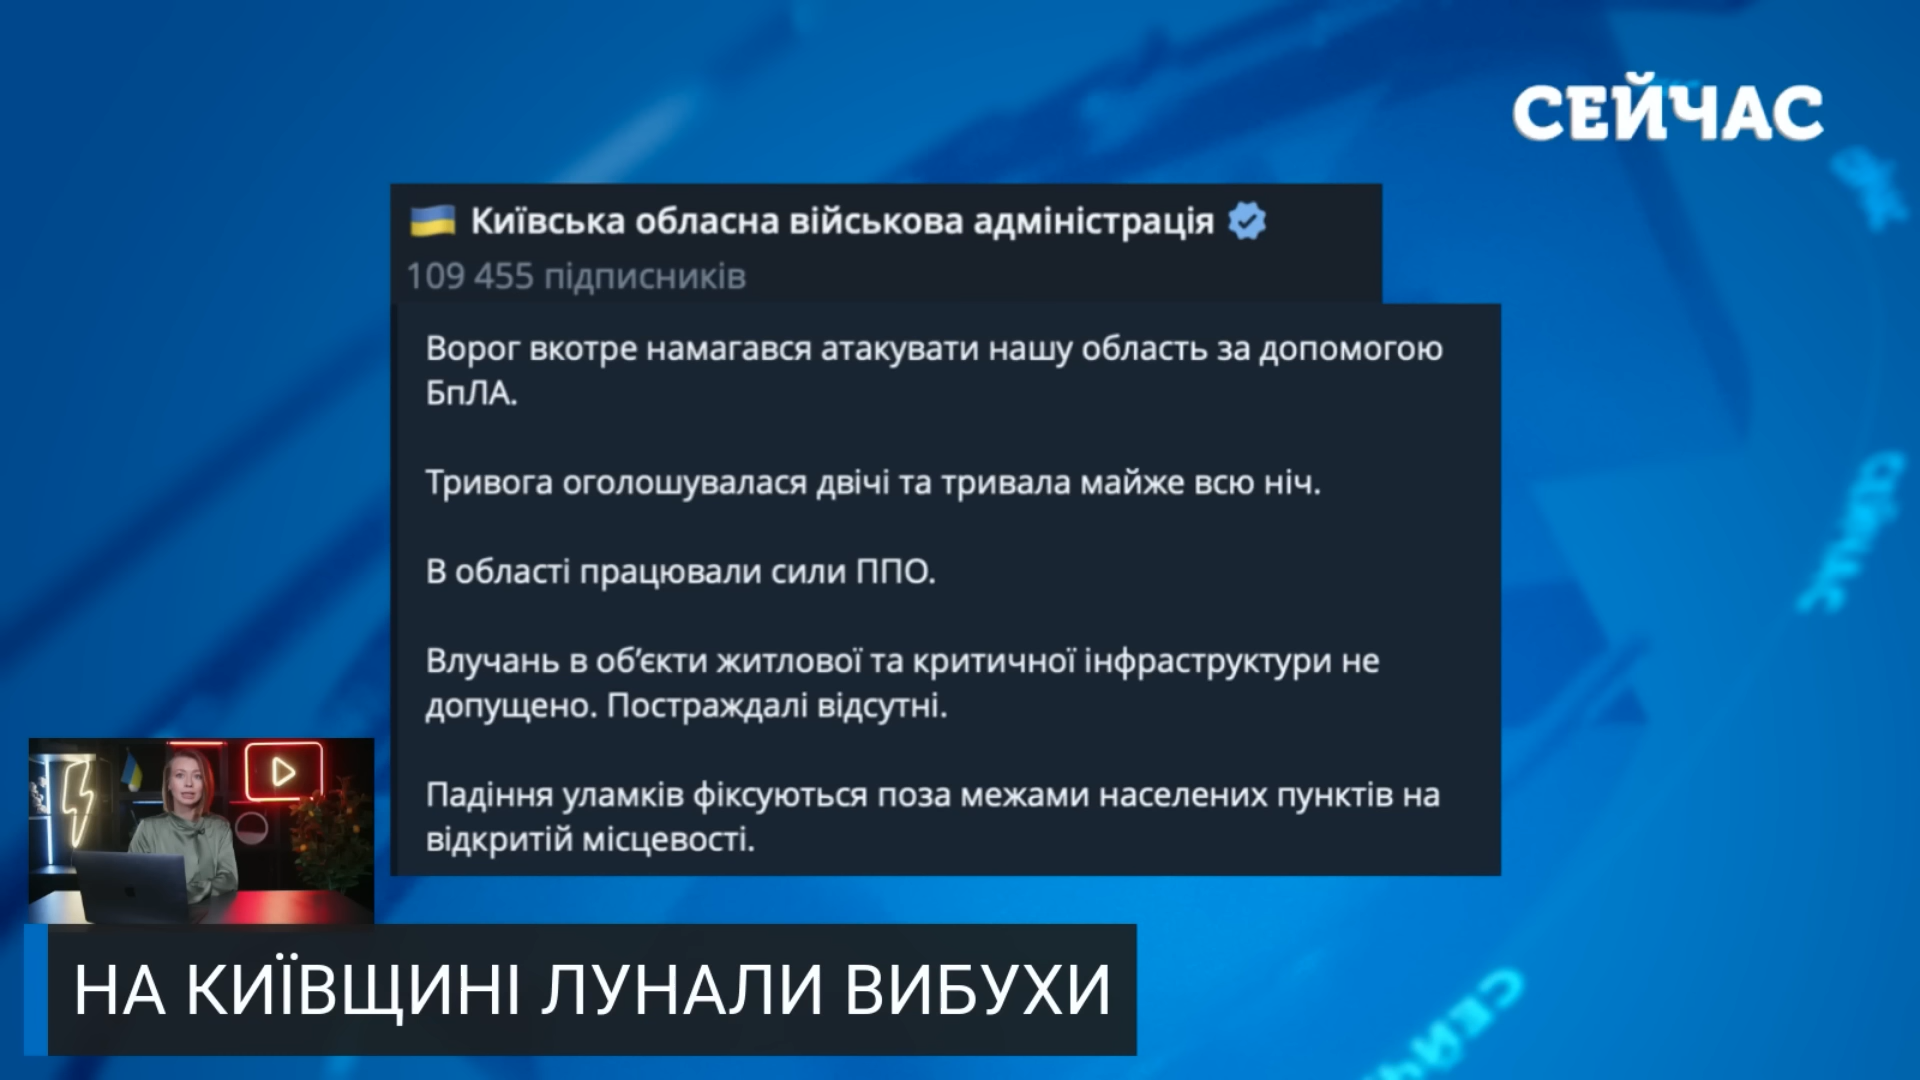 СЕЙЧАС
Київська обласна військова адміністрація
109 455 підписників
Ворог вкотре намагався атакувати нашу область за допомогою
БпЛА.
Тривога оголошувалася двічі та тривала майже всю ніч.
В області працювали сили ППО.
Влучань в об’єкти житлової та критичної інфраструктури не
допущено. Постраждалі відсутні.
Падіння уламків фіксуються поза межами населених пунктів на
відкритій місцевості.
НА КИЇВЩИНІ ЛУНАЛИ ВИБУХИ